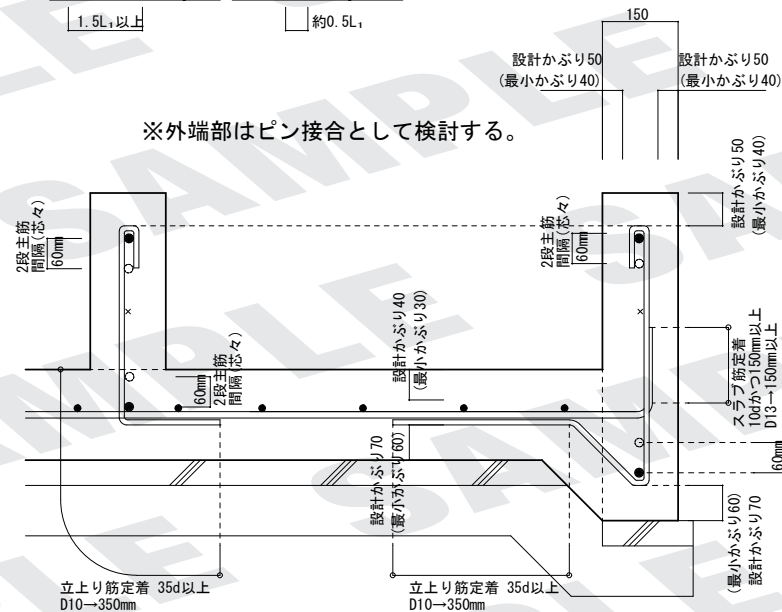 1.5L₁以上
約0.5L₁
150
設計かぶり50
(最小かぶり40)
設計かぶり50
(最小かぶり40)
※外端部はピン接合として検討する。
設計かぶり50
(最小かぶり40)
2段主筋
間隔(芯々)
60mm
2段主筋
間隔(芯々)
60mm
設計かぶり40
(最小かぶり30)
60mm
2段主筋
間隔(芯々)
スラブ筋定着
10dかつ150mm以上
D13→150mm以上
60mm
設計かぶり70
(最小かぶり60)
(最小かぶり60)
設計かぶり70
立上り筋定着 35d以上
D10→350mm
立上り筋定着 35d以上
D10→350mm
SAMPLE
SAMPLE
SAMPLE
SAMPLE